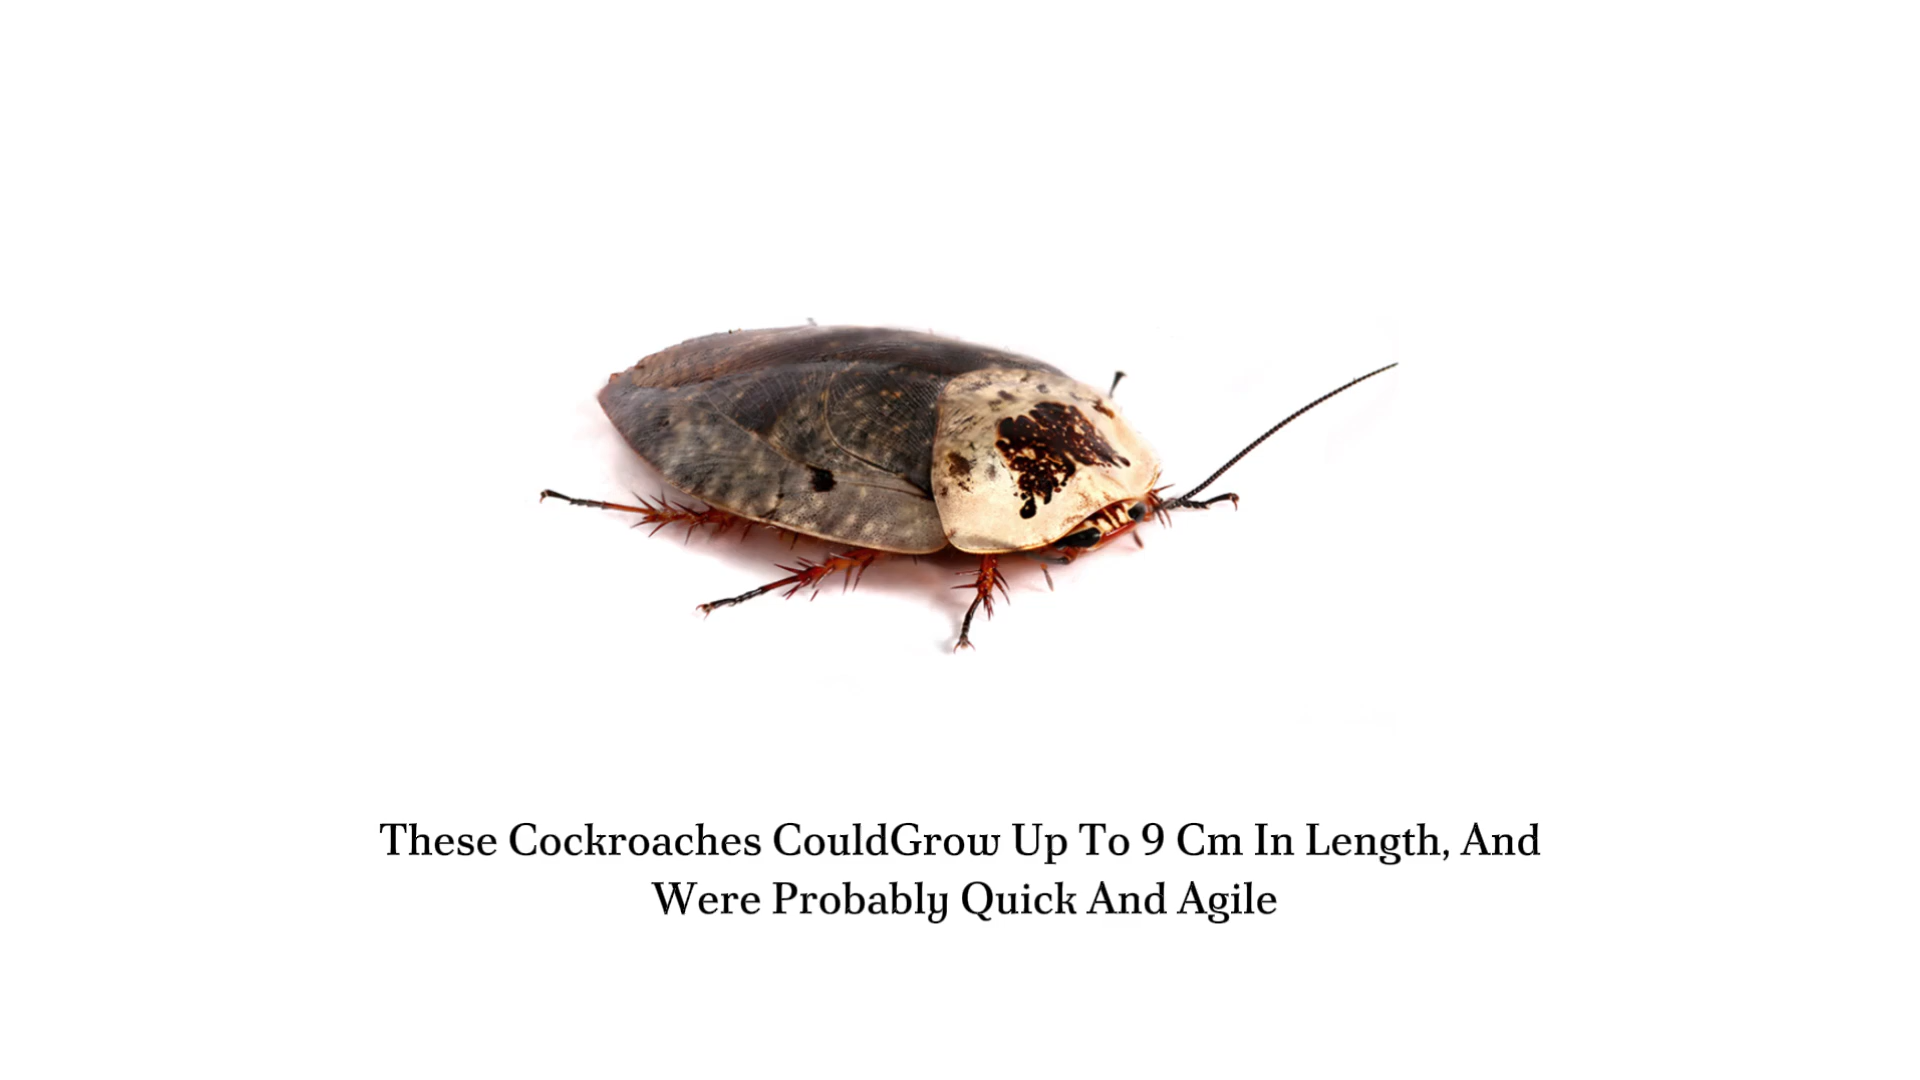 These Cockroaches CouldGrow Up To 9 Cm In Length, And
Were Probably Quick And Agile